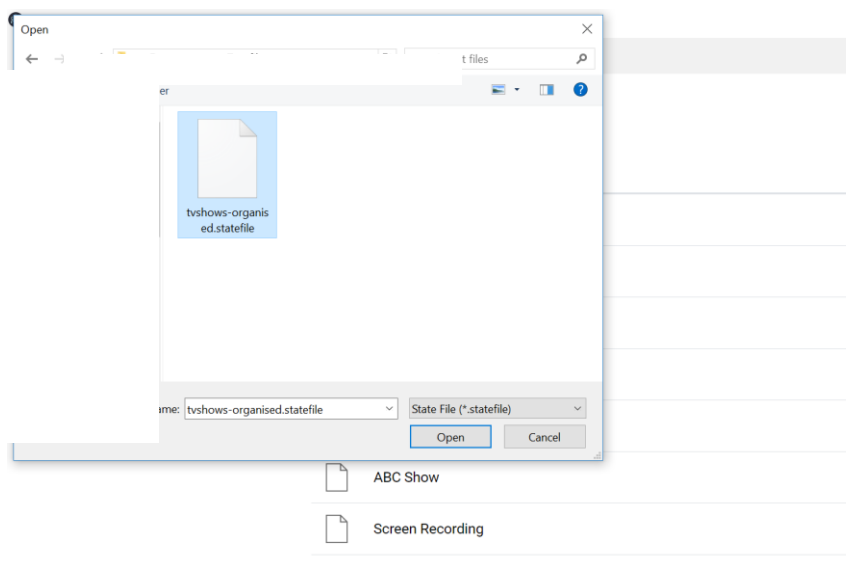 Open
t files
er
?
tvshows-organis
ed.statefile
ame: tvshows-organised.statefile
State File (*.statefile)
Open
Cancel
ABC Show
Screen Recording